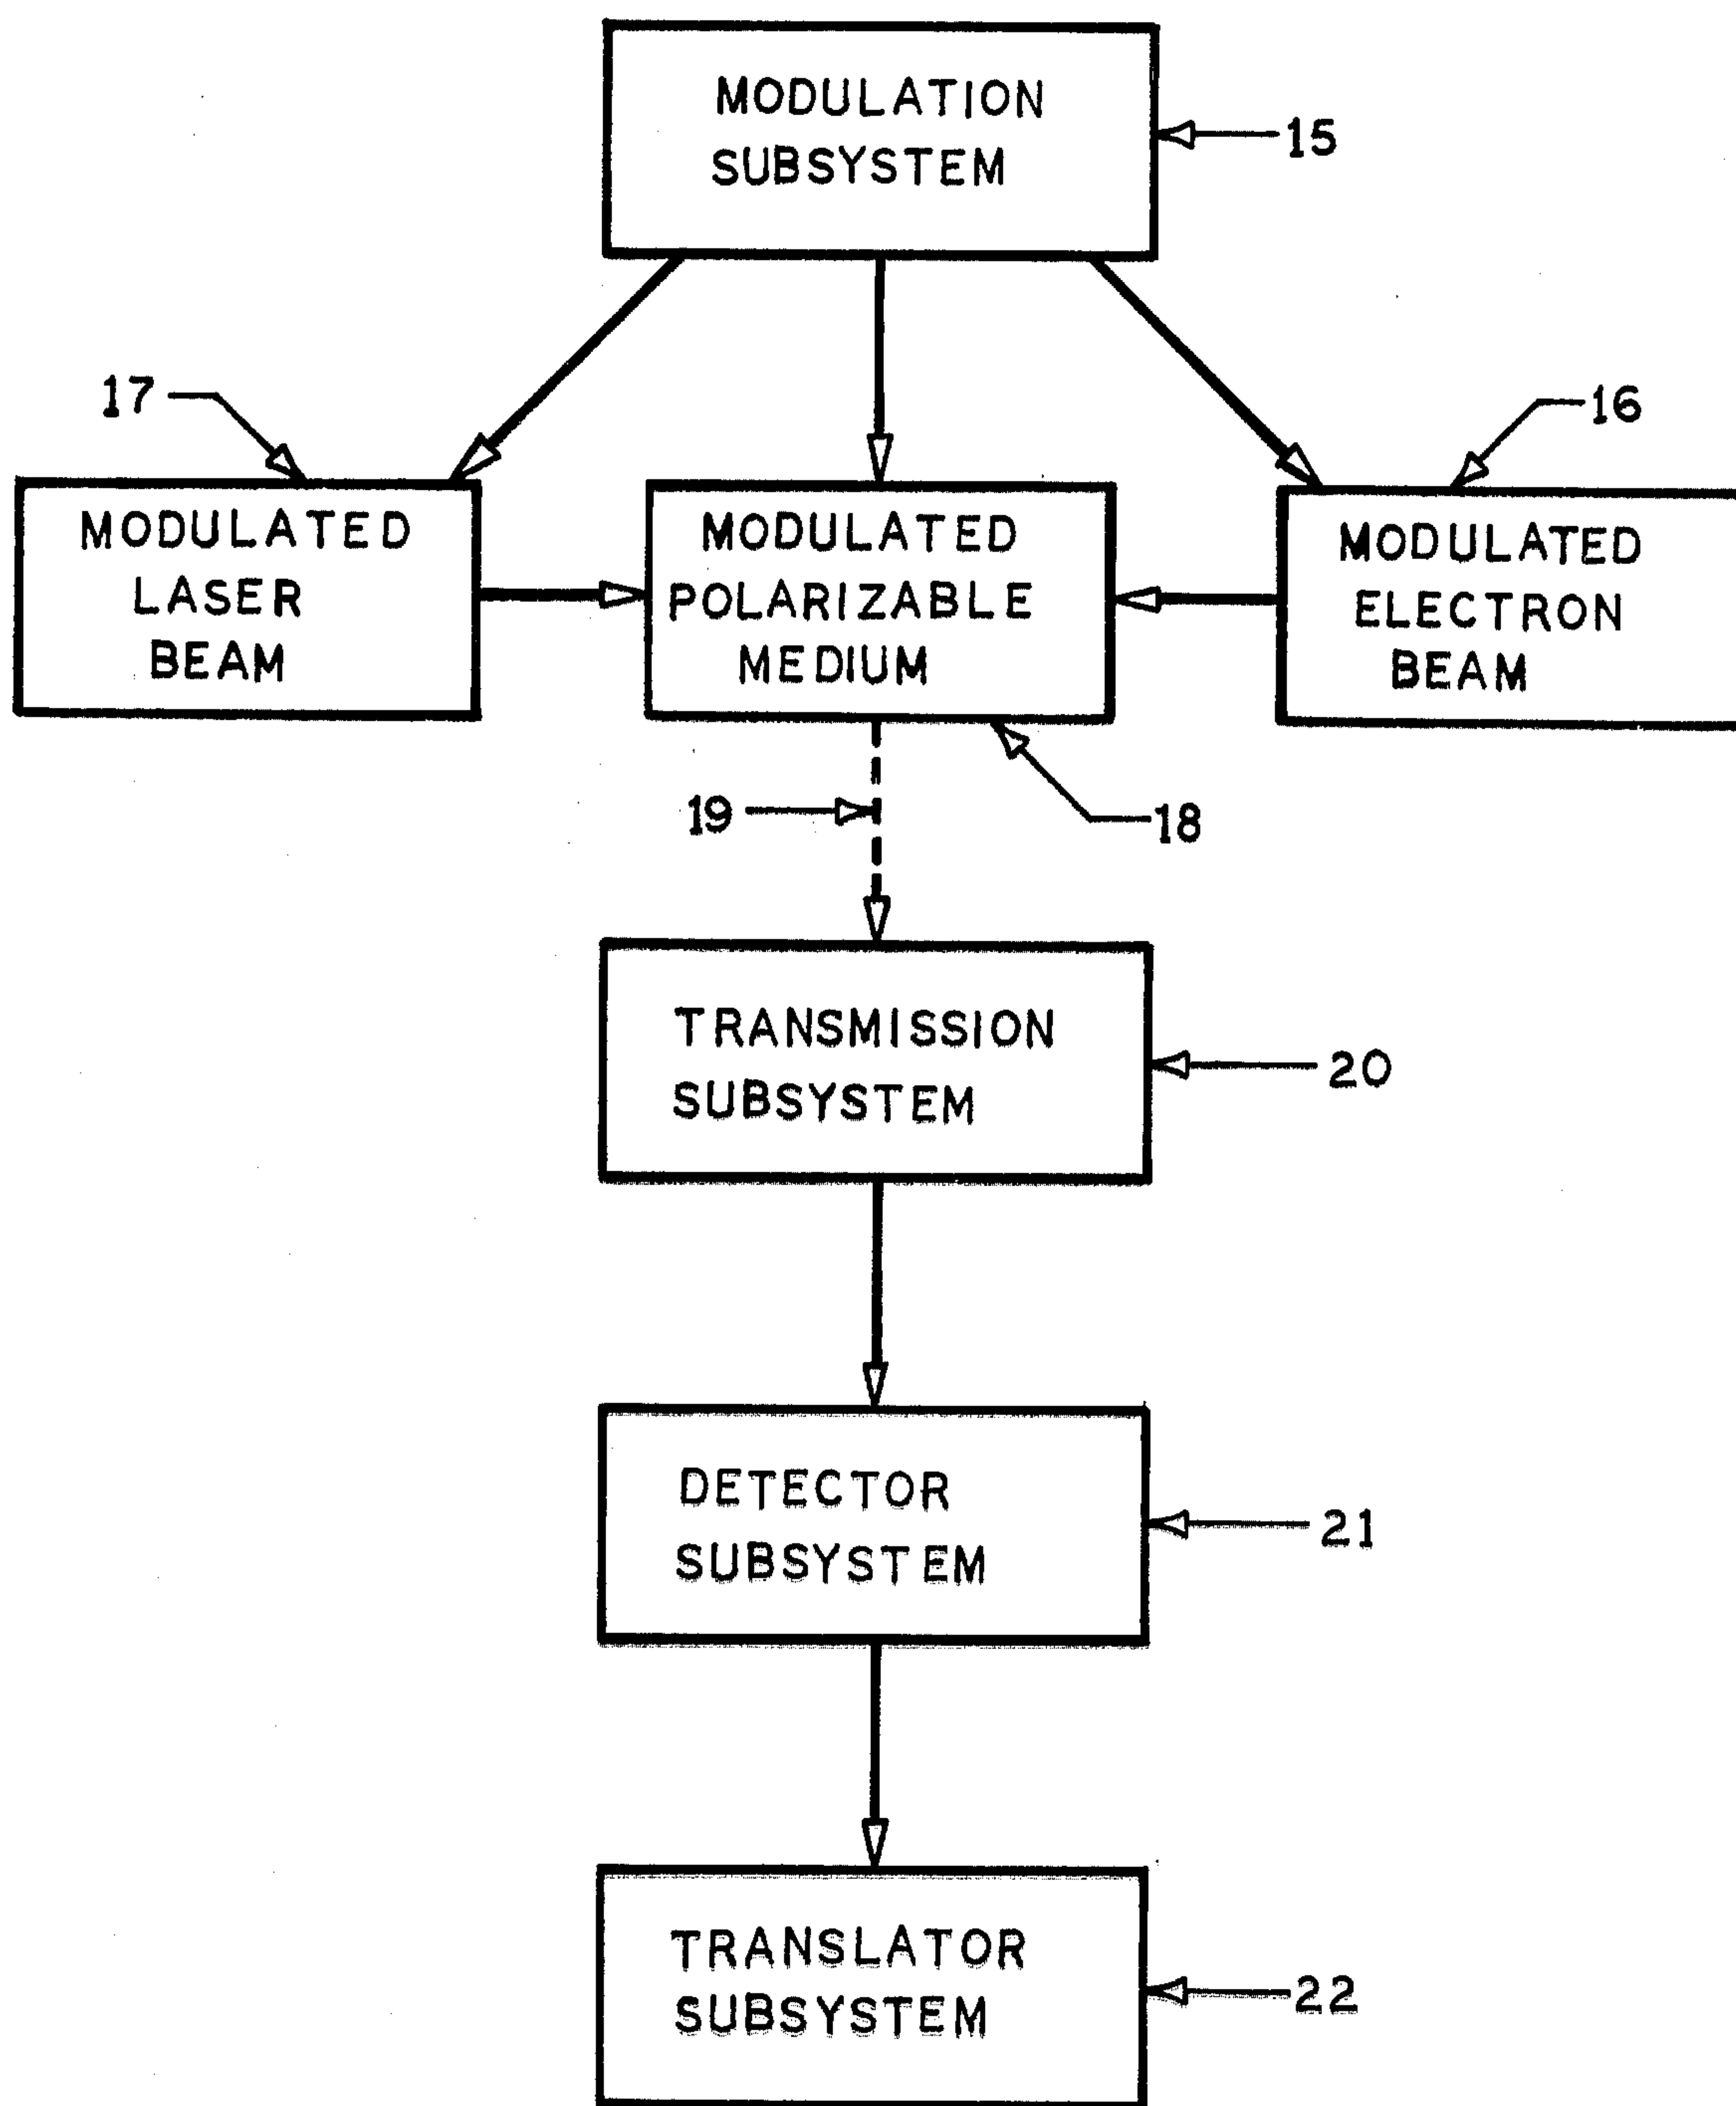 MODULATION
SUBSYSTEM
15
17
16
MODULATED
LASER
BEAM
MODULATED
POLARIZABLE
MEDIUM
MODULATED
ELECTRON
BEAM
19
18
TRANSMISSION
SUBSYSTEM
20
DETECTOR
SUBSYSTEM
21
TRANSLATOR
SUBSYSTEM
22